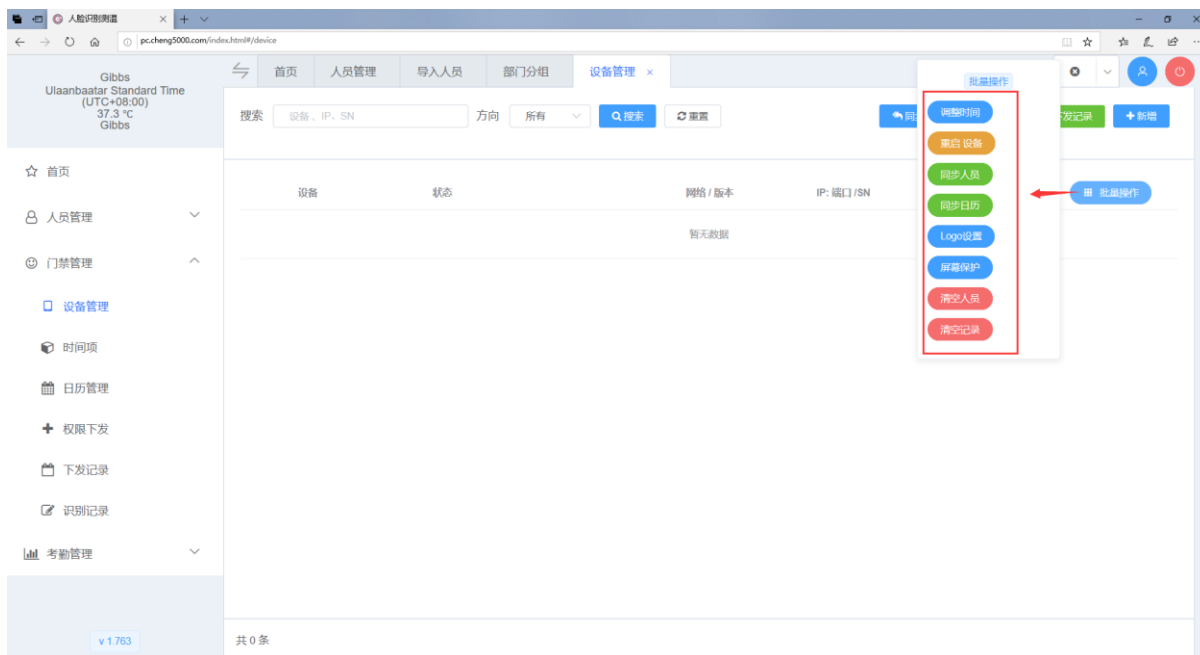 人脸识别测温
pc.cheng5000.com/index.html#/device
Gibbs
Ulaanbaatar Standard Time
(UTC+08:00)
37.3 ℃
Gibbs
首页
人员管理
门禁管理
设备管理
时间项
日历管理
权限下发
下发记录
识别记录
考勤管理
v 1.763
首页 人员管理 导入人员 部门分组 设备管理
搜索 设备、IP、SN 方向 所有 搜索 重置 发记录 新增
设备 状态 网络 / 版本 IP: 端口 /SN 批量操作
暂无数据
批量操作
调整时间
重启 设备
同步人员
同步日历
Logo设置
屏幕保护
清空人员
清空记录
共 0 条